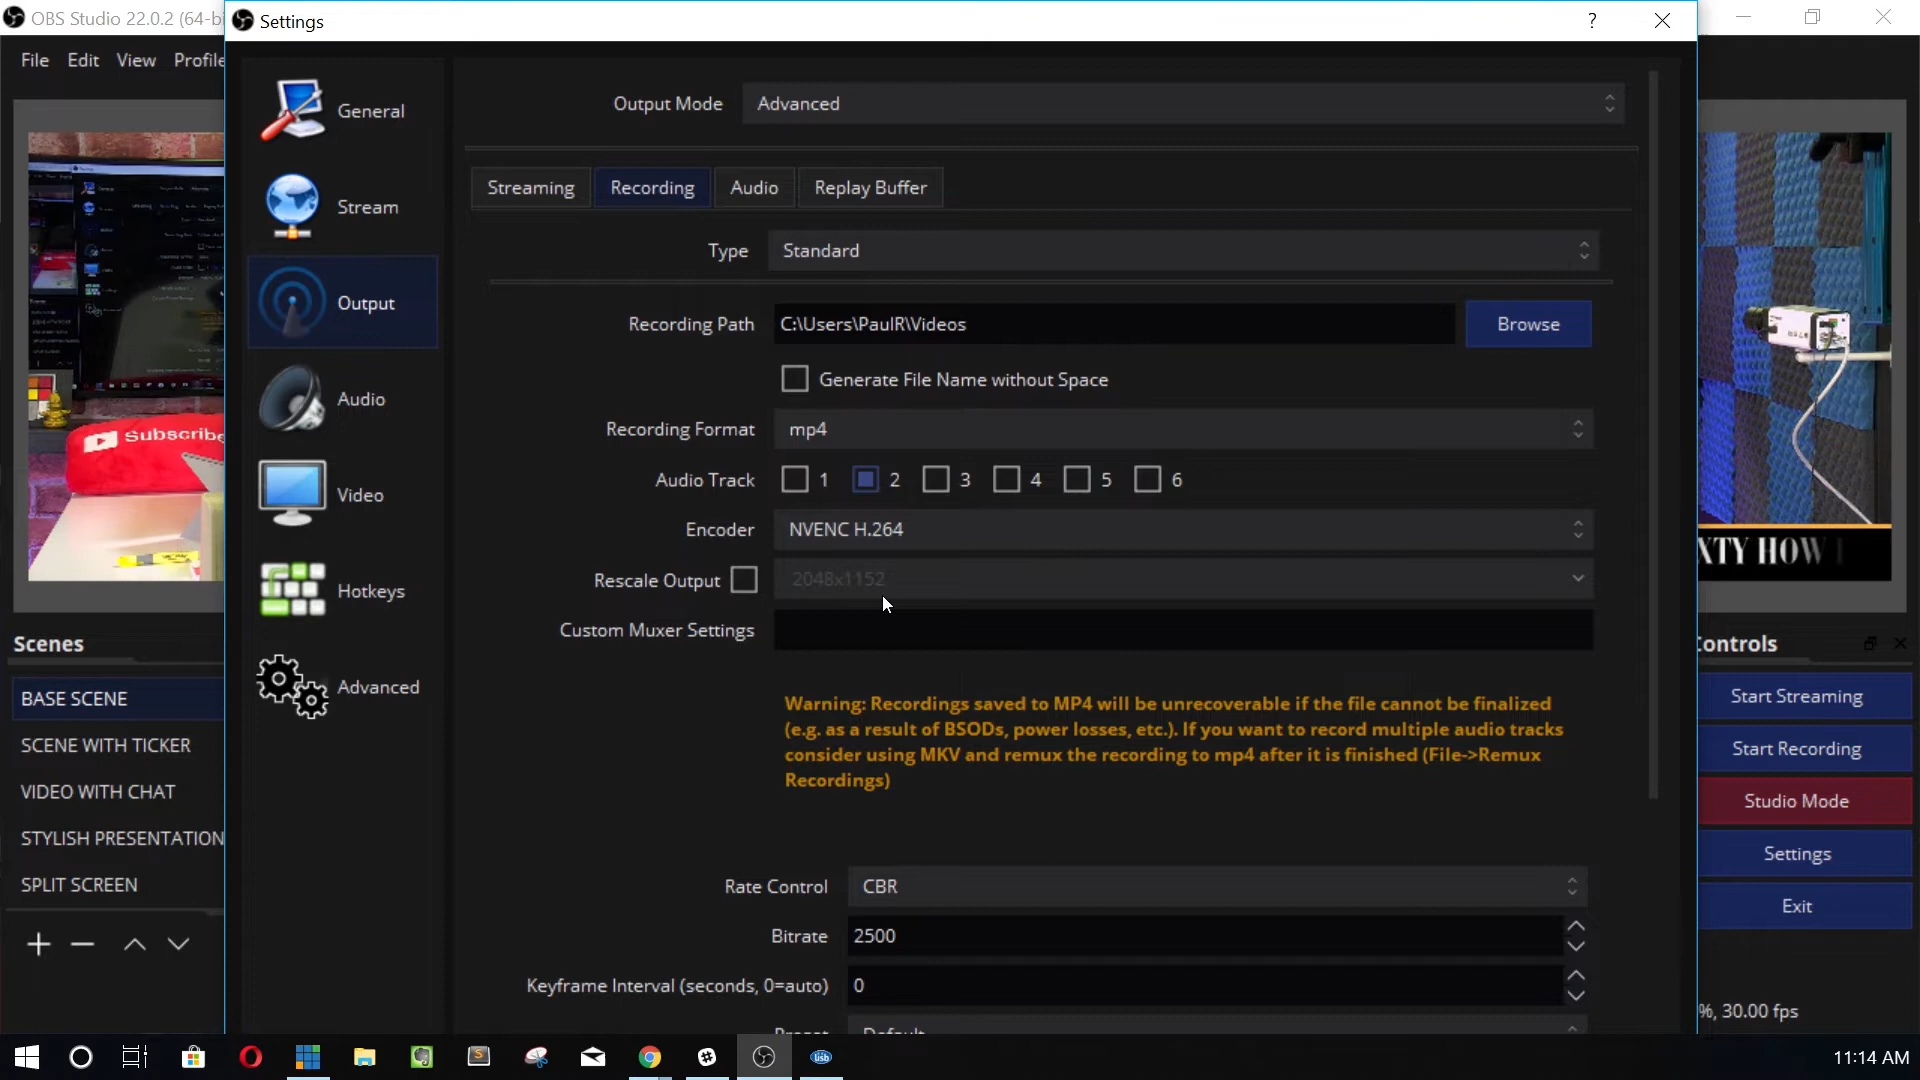 OBS Studio 22.0.2 (64-bi
Settings
?
File Edit View Profile
General
Stream
Output
Audio
Video
Hotkeys
Advanced
Output Mode Advanced
Streaming Recording Audio Replay Buffer
Type Standard
Recording Path C:\Users\PaulR\Videos Browse
Generate File Name without Space
Recording Format mp4
Audio Track 1 2 3 4 5 6
Encoder NVENC H.264
Rescale Output 2048x1152
Custom Muxer Settings
Warning: Recordings saved to MP4 will be unrecoverable if the file cannot be finalized
(e.g. as a result of BSODs, power losses, etc.). If you want to record multiple audio tracks
consider using MKV and remux the recording to mp4 after it is finished (File->Remux
Recordings)
Rate Control CBR
Bitrate 2500
Keyframe Interval (seconds, 0=auto) 0
Preset Default
Subscribe
Scenes
BASE SCENE
SCENE WITH TICKER
VIDEO WITH CHAT
STYLISH PRESENTATION
SPLIT SCREEN
XTY HOW
Controls
Start Streaming
Start Recording
Studio Mode
Settings
Exit
%, 30.00 fps
11:14 AM